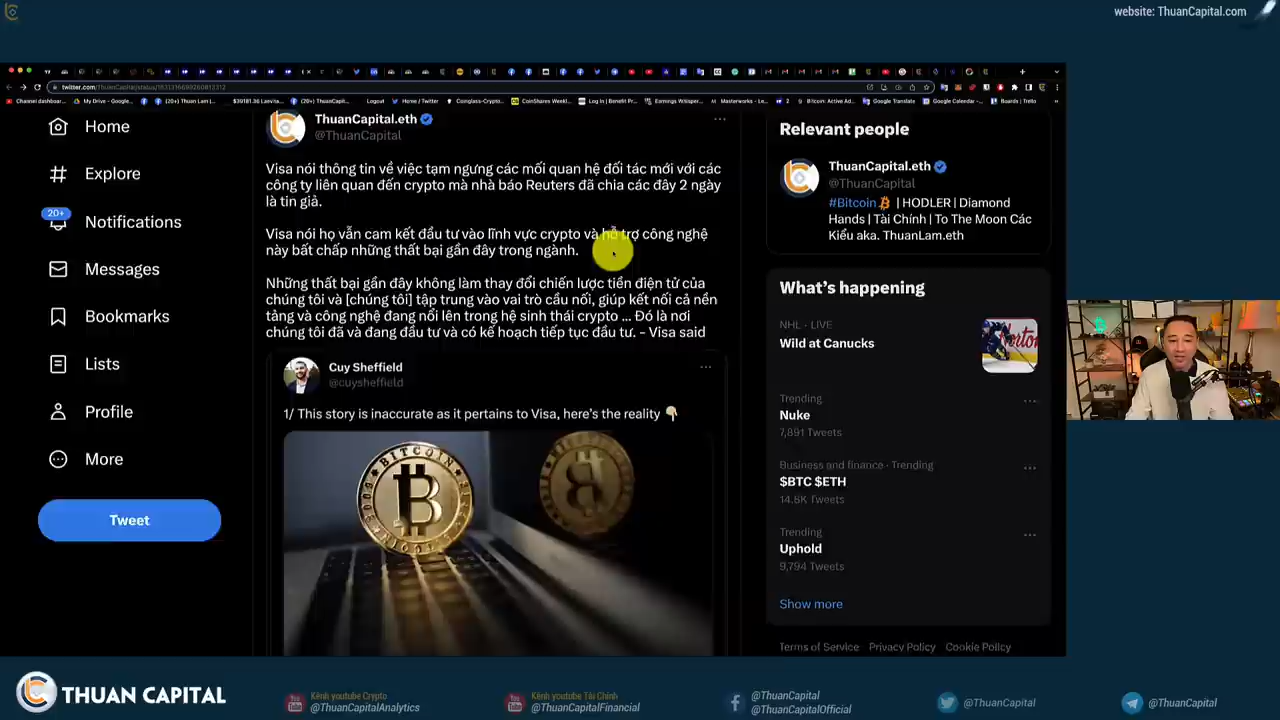 website: ThuanCapital.com
Home
Explore
20+
Notifications
Messages
Bookmarks
Lists
Profile
More
Tweet
ThuanCapital.eth
@ThuanCapital
Visa nói thông tin về việc tạm ngưng các mối quan hệ đối tác mới với các
công ty liên quan đến crypto mà nhà báo Reuters đã chia các đây 2 ngày
là tin giả.
Visa nói họ vẫn cam kết đầu tư vào lĩnh vực crypto và hỗ trợ công nghệ
này bất chấp những thất bại gần đây trong ngành.
Những thất bại gần đây không làm thay đổi chiến lược tiền điện tử của
chúng tôi và [chúng tôi] tập trung vào vai trò cầu nối, giúp kết nối cả nền
tảng và công nghệ đang nổi lên trong hệ sinh thái crypto ... Đó là nơi
chúng tôi đã và đang đầu tư và có kế hoạch tiếp tục đầu tư. - Visa said
Cuy Sheffield
@cuysheffield
1/ This story is inaccurate as it pertains to Visa, here's the reality 👇
BITCOIN
Relevant people
ThuanCapital.eth
@ThuanCapital
#Bitcoin | HODLER | Diamond
Hands | Tài Chính | To The Moon Các
Kiểu aka. ThuanLam.eth
What's happening
NHL · LIVE
Wild at Canucks
Trending
Nuke
7,891 Tweets
Business and finance · Trending
$BTC $ETH
14.5K Tweets
Trending
Uphold
9,794 Tweets
Show more
Terms of Service Privacy Policy Cookie Policy
THUAN CAPITAL
Kênh youtube Crypto
@ThuanCapitalAnalytics
Kênh youtube Tài Chính
@ThuanCapitalFinancial
@ThuanCapital
@ThuanCapitalOfficial
@ThuanCapital
@ThuanCapital